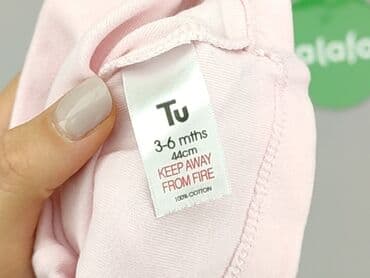 Tu
3-6 mths
44cm
KEEP AWAY
FROM FIRE
100% COTTON